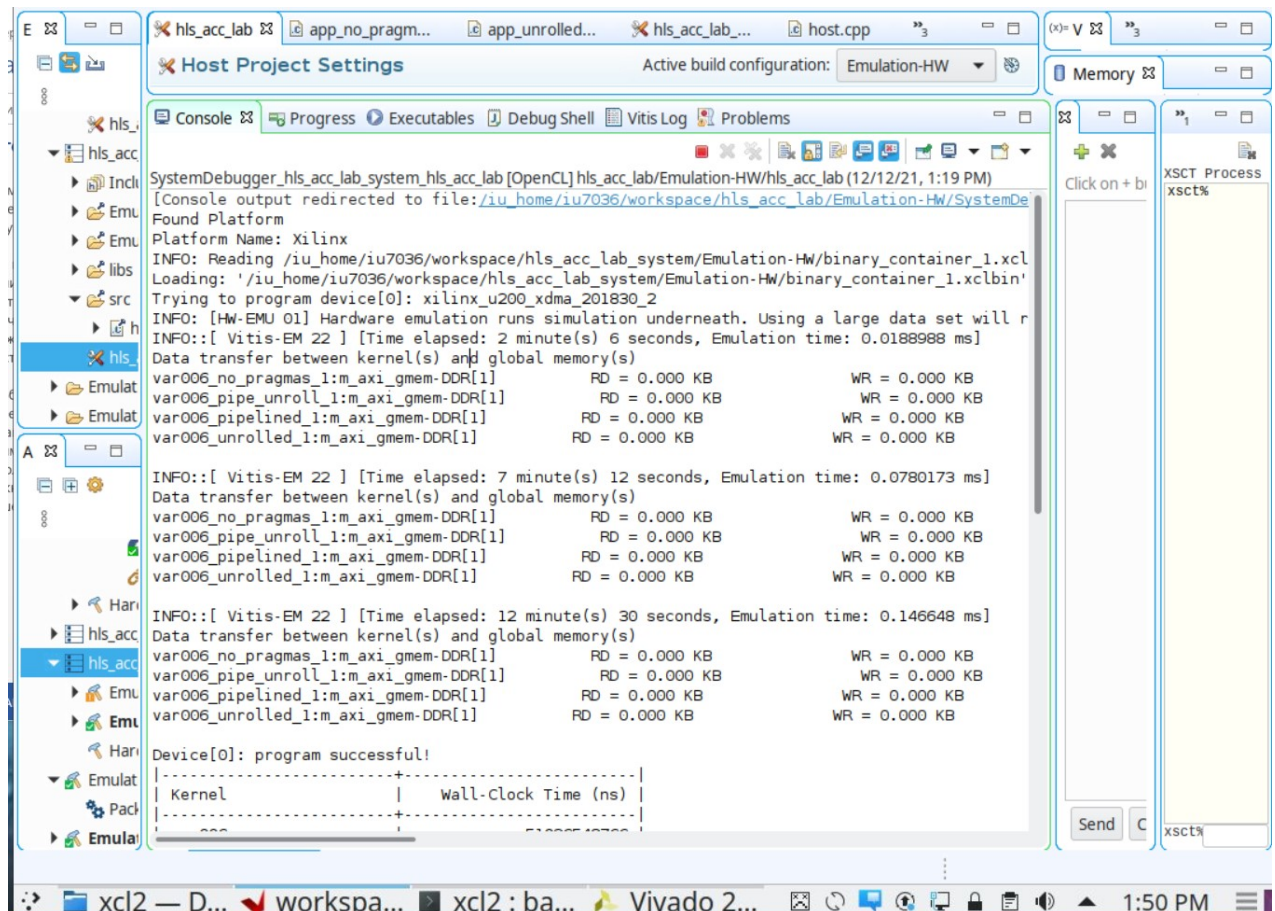 E
hls_acc_lab
app_no_pragm...
app_unrolled...
hls_acc_lab_...
host.cpp
»3
(x)= V
»3
Host Project Settings
Active build configuration: Emulation-HW
Memory
Console
Progress
Executables
Debug Shell
Vitis Log
Problems
»1
hls_
hls_acc
Inclu
Emu
Emu
libs
src
h
hls_
Emulat
Emulat
SystemDebugger_hls_acc_lab_system_hls_acc_lab [OpenCL] hls_acc_lab/Emulation-HW/hls_acc_lab (12/12/21, 1:19 PM)
[Console output redirected to file:/iu_home/iu7036/workspace/hls_acc_lab/Emulation-HW/SystemDe
Found Platform
Platform Name: Xilinx
INFO: Reading /iu_home/iu7036/workspace/hls_acc_lab_system/Emulation-HW/binary_container_1.xcl
Loading: '/iu_home/iu7036/workspace/hls_acc_lab_system/Emulation-HW/binary_container_1.xclbin'
Trying to program device[0]: xilinx_u200_xdma_201830_2
INFO: [HW-EMU 01] Hardware emulation runs simulation underneath. Using a large data set will r
INFO::[ Vitis-EM 22 ] [Time elapsed: 2 minute(s) 6 seconds, Emulation time: 0.0188988 ms]
Data transfer between kernel(s) and global memory(s)
var006_no_pragmas_1:m_axi_gmem-DDR[1] RD = 0.000 KB WR = 0.000 KB
var006_pipe_unroll_1:m_axi_gmem-DDR[1] RD = 0.000 KB WR = 0.000 KB
var006_pipelined_1:m_axi_gmem-DDR[1] RD = 0.000 KB WR = 0.000 KB
var006_unrolled_1:m_axi_gmem-DDR[1] RD = 0.000 KB WR = 0.000 KB
INFO::[ Vitis-EM 22 ] [Time elapsed: 7 minute(s) 12 seconds, Emulation time: 0.0780173 ms]
Data transfer between kernel(s) and global memory(s)
var006_no_pragmas_1:m_axi_gmem-DDR[1] RD = 0.000 KB WR = 0.000 KB
var006_pipe_unroll_1:m_axi_gmem-DDR[1] RD = 0.000 KB WR = 0.000 KB
var006_pipelined_1:m_axi_gmem-DDR[1] RD = 0.000 KB WR = 0.000 KB
var006_unrolled_1:m_axi_gmem-DDR[1] RD = 0.000 KB WR = 0.000 KB
INFO::[ Vitis-EM 22 ] [Time elapsed: 12 minute(s) 30 seconds, Emulation time: 0.146648 ms]
Data transfer between kernel(s) and global memory(s)
var006_no_pragmas_1:m_axi_gmem-DDR[1] RD = 0.000 KB WR = 0.000 KB
var006_pipe_unroll_1:m_axi_gmem-DDR[1] RD = 0.000 KB WR = 0.000 KB
var006_pipelined_1:m_axi_gmem-DDR[1] RD = 0.000 KB WR = 0.000 KB
var006_unrolled_1:m_axi_gmem-DDR[1] RD = 0.000 KB WR = 0.000 KB
Device[0]: program successful!
|-------------------------+-------------------------|
| Kernel | Wall-Clock Time (ns) |
|-------------------------+-------------------------|
A
Hard
hls_acc
hls_acc
Emu
Emu
Hard
Emulat
Pack
Emulat
Click on + bu
Send
C
XSCT Process
xsct%
xsct%
xcl2 — D...
workspa...
xcl2 : ba...
Vivado 2...
1:50 PM